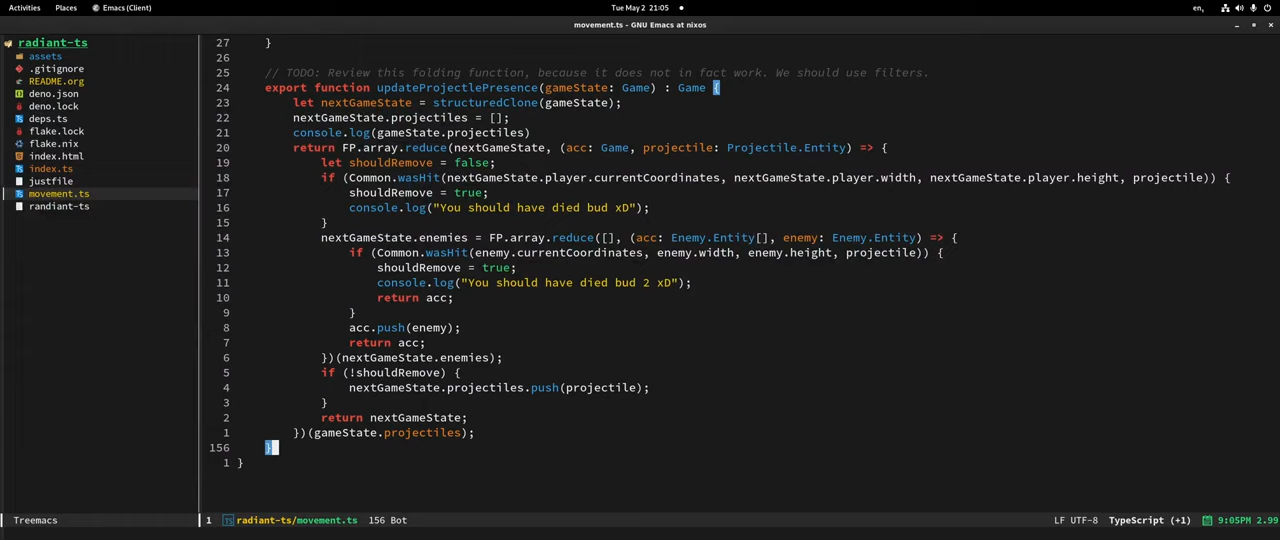 Activities Places Emacs (Client) Tue May 2 21:05 en,
movement.ts - GNU Emacs at nixos
radiant-ts
assets
.gitignore
README.org
deno.json
deno.lock
deps.ts
flake.lock
flake.nix
index.html
index.ts
justfile
movement.ts
randiant-ts
27 }
26
25 // TODO: Review this folding function, because it does not in fact work. We should use filters.
24 export function updateProjectlePresence(gameState: Game) : Game {
23 let nextGameState = structuredClone(gameState);
22 nextGameState.projectiles = [];
21 console.log(gameState.projectiles)
20 return FP.array.reduce(nextGameState, (acc: Game, projectile: Projectile.Entity) => {
19 let shouldRemove = false;
18 if (Common.wasHit(nextGameState.player.currentCoordinates, nextGameState.player.width, nextGameState.player.height, projectile)) {
17 shouldRemove = true;
16 console.log("You should have died bud xD");
15 }
14 nextGameState.enemies = FP.array.reduce([], (acc: Enemy.Entity[], enemy: Enemy.Entity) => {
13 if (Common.wasHit(enemy.currentCoordinates, enemy.width, enemy.height, projectile)) {
12 shouldRemove = true;
11 console.log("You should have died bud 2 xD");
10 return acc;
9 }
8 acc.push(enemy);
7 return acc;
6 })(nextGameState.enemies);
5 if (!shouldRemove) {
4 nextGameState.projectiles.push(projectile);
3 }
2 return nextGameState;
1 })(gameState.projectiles);
156 }
1 }
Treemacs
1 radiant-ts/movement.ts 156 Bot LF UTF-8 TypeScript (+1) 9:05PM 2.99